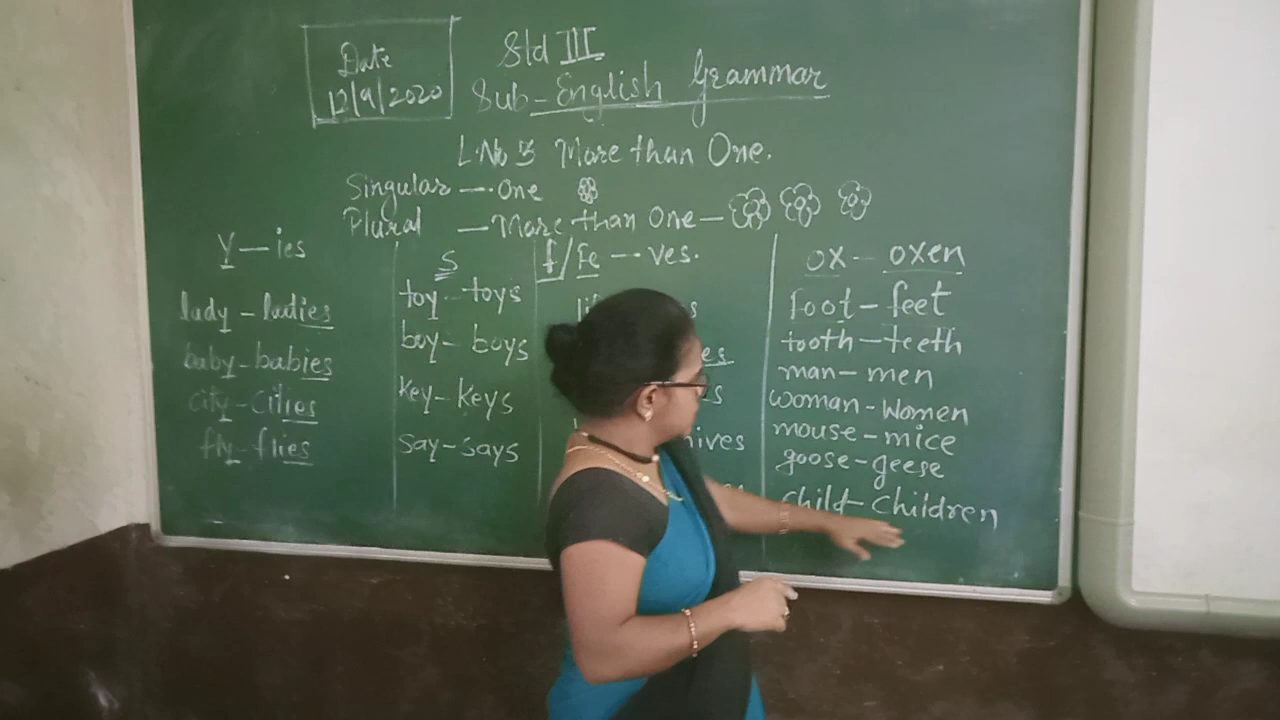 Date
12/9/2020
Std III
Sub-English Grammar
L.No 5 More than One.
Singular — One
Plural — More than One —
Y — ies
lady - ladies
baby - babies
city - cities
fly - flies
S
toy - toys
boy - boys
key - keys
say - says
f/fe — ves.
ox - oxen
foot - feet
tooth - teeth
man - men
woman - women
mouse - mice
goose - geese
child - children